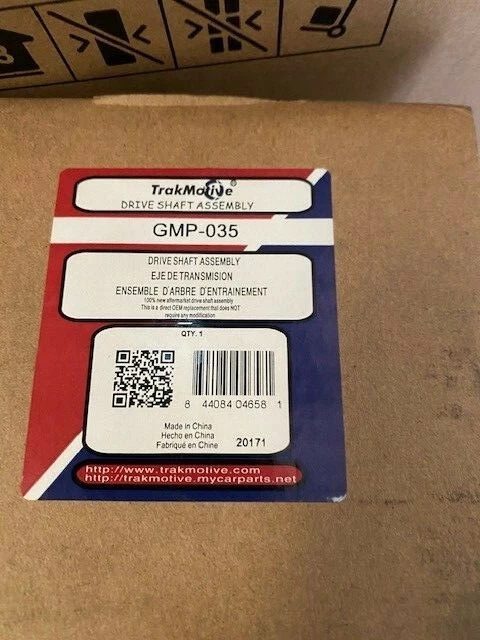 TrakMotive®
DRIVE SHAFT ASSEMBLY
GMP-035
DRIVE SHAFT ASSEMBLY
EJE DE TRANSMISION
ENSEMBLE D'ARBRE D'ENTRAINEMENT
100% new aftermarket drive shaft assembly
This is a direct OEM replacement that does NOT
require any modification
QTY. 1
8 44084 04658 1
Made in China
Hecho en China
Fabriqué en Chine
20171
http://www.trakmotive.com
http://trakmotive.mycarparts.net